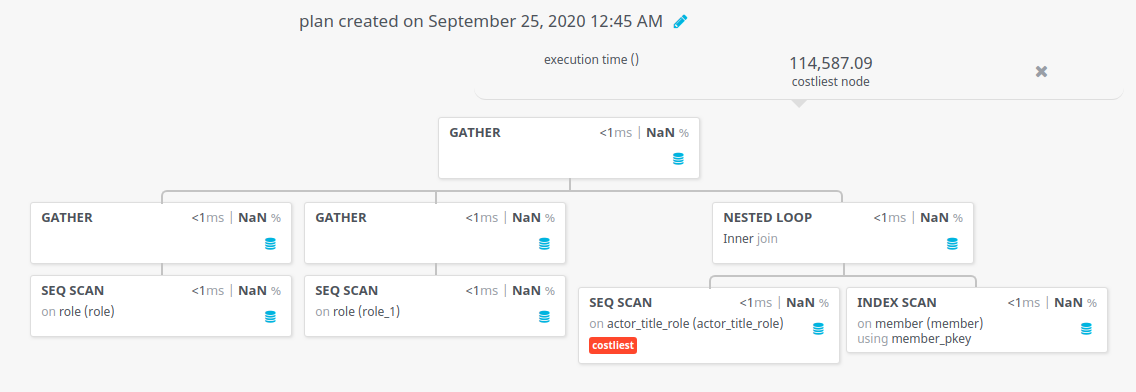 plan created on September 25, 2020 12:45 AM
execution time ()
114,587.09
costliest node
GATHER <1ms | NaN %
GATHER <1ms | NaN %
SEQ SCAN <1ms | NaN %
on role (role)
GATHER <1ms | NaN %
SEQ SCAN <1ms | NaN %
on role (role_1)
NESTED LOOP <1ms | NaN %
Inner join
SEQ SCAN <1ms | NaN %
on actor_title_role (actor_title_role)
costliest
INDEX SCAN <1ms | NaN %
on member (member)
using member_pkey